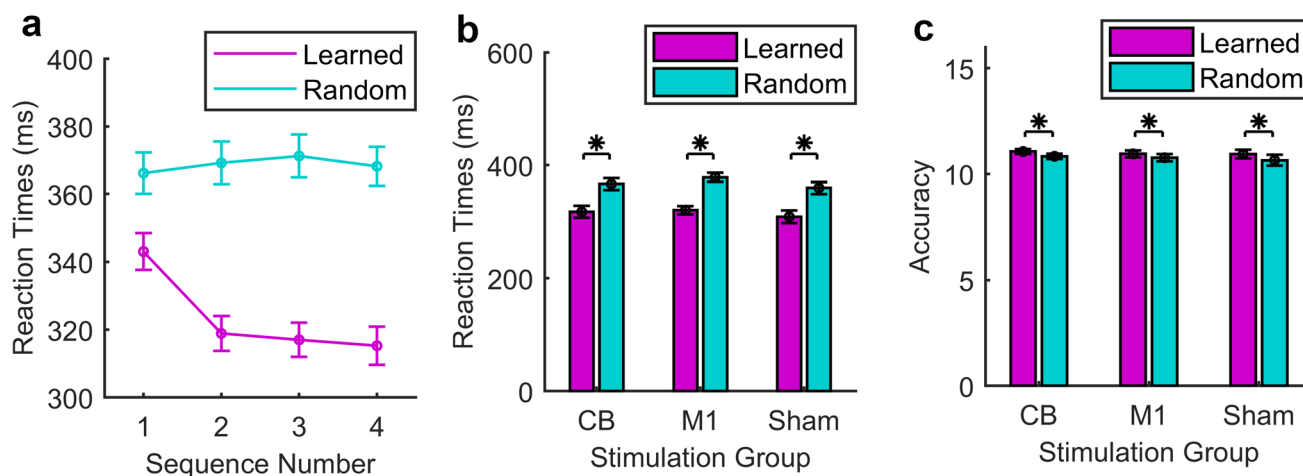 a
Learned
Random
Reaction Times (ms)
400
380
360
340
320
300
1 2 3 4
Sequence Number
b
Learned
Random
Reaction Times (ms)
600
400
200
0
* * *
CB M1 Sham
Stimulation Group
c
Learned
Random
Accuracy
15
10
5
0
* * *
CB M1 Sham
Stimulation Group